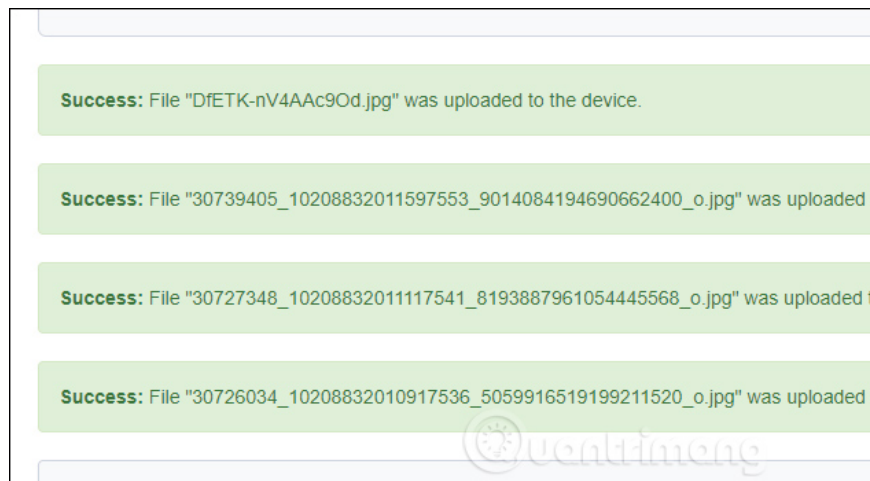 Success: File "DfETK-nV4AAc9Od.jpg" was uploaded to the device.
Success: File "30739405_10208832011597553_9014084194690662400_o.jpg" was uploaded
Success: File "30727348_10208832011117541_8193887961054445568_o.jpg" was uploaded t
Success: File "30726034_10208832010917536_5059916519199211520_o.jpg" was uploaded
Quantrimang